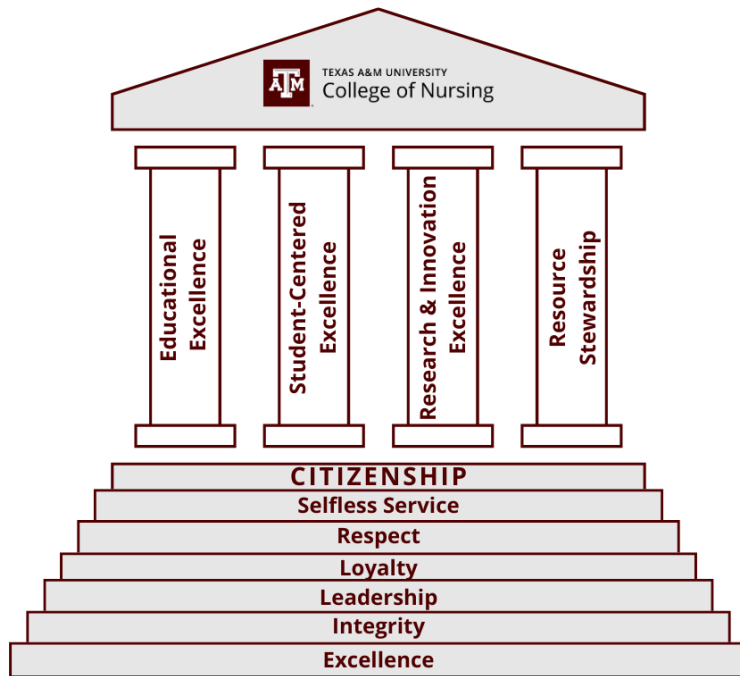 TEXAS A&M UNIVERSITY
College of Nursing
Educational
Excellence
Student-Centered
Excellence
Research & Innovation
Excellence
Resource
Stewardship
CITIZENSHIP
Selfless Service
Respect
Loyalty
Leadership
Integrity
Excellence